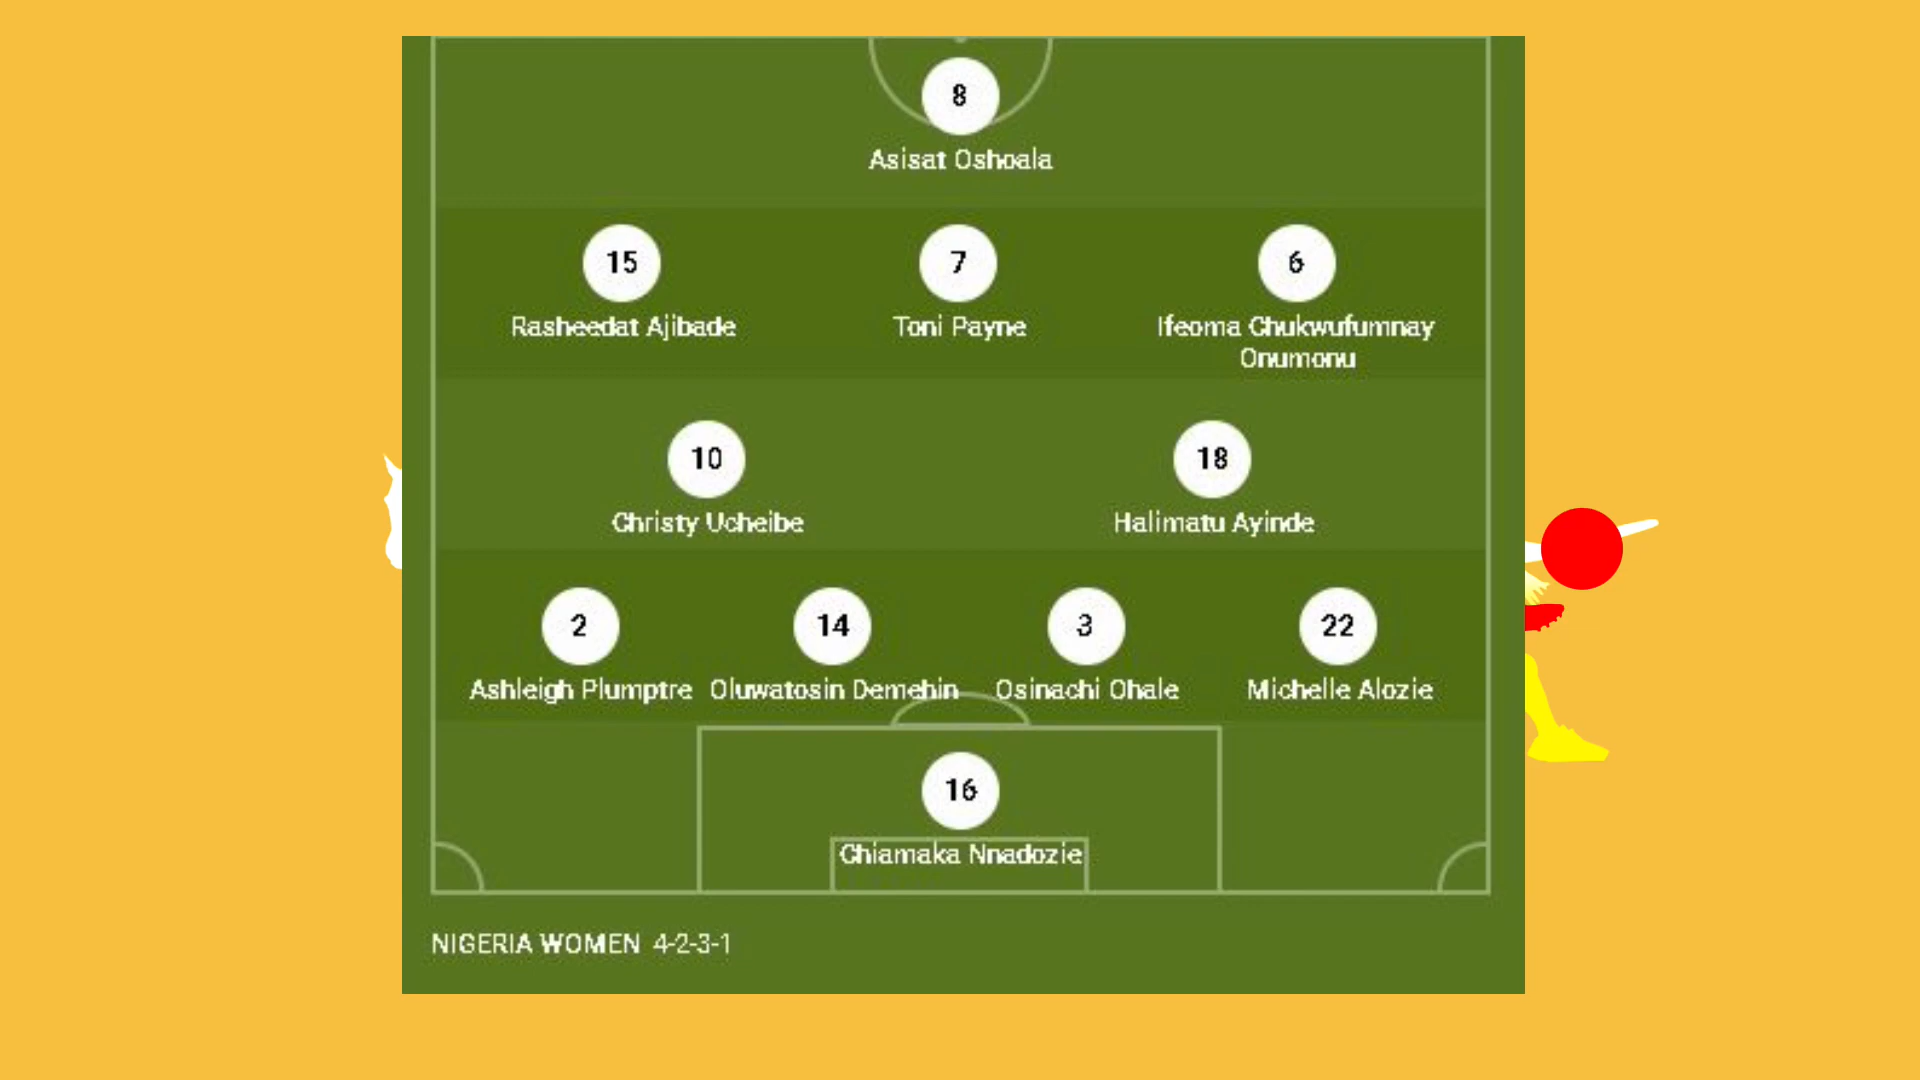 8
Asisat Oshoala
15 7 6
Rasheedat Ajibade Toni Payne Ifeoma Chukwufumnay
Onumonu
10 18
Christy Ucheibe Halimatu Ayinde
2 14 3 22
Ashleigh Plumptre Oluwatosin Demehin Osinachi Ohale Michelle Alozie
16
Chiamaka Nnadozie
NIGERIA WOMEN 4-2-3-1